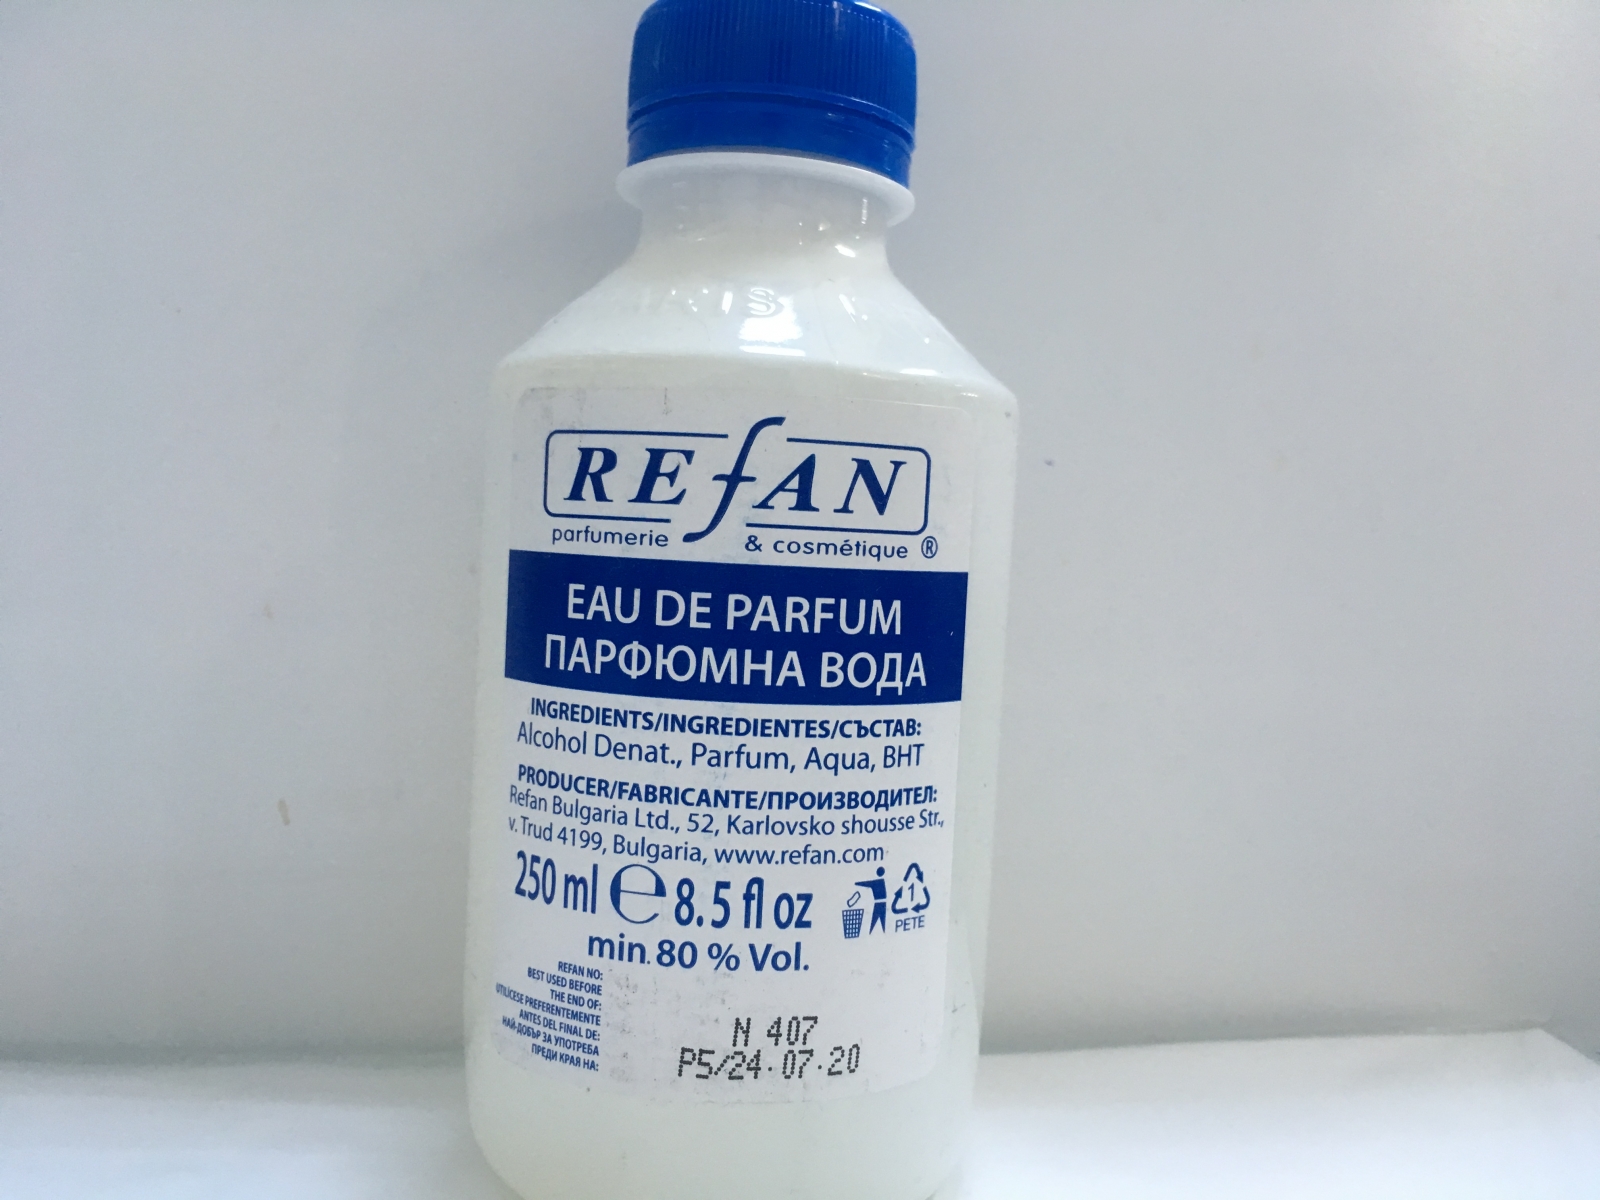 REfAN
parfumerie & cosmétique ®
EAU DE PARFUM
ПАРФЮМНА ВОДА
INGREDIENTS/INGREDIENTES/СЪСТАВ:
Alcohol Denat., Parfum, Aqua, BHT
PRODUCER/FABRICANTE/ПРОИЗВОДИТЕЛ:
Refan Bulgaria Ltd., 52, Karlovsko shousse Str.,
v. Trud 4199, Bulgaria, www.refan.com
250 ml ℮ 8.5 fl oz
1
PETE
min. 80 % Vol.
REFAN NO:
BEST USED BEFORE
THE END OF:
UTILÍCESE PREFERENTEMENTE
ANTES DEL FINAL DE:
НАЙ-ДОБЪР ЗА УПОТРЕБА
ПРЕДИ КРАЯ НА:
N 407
P5/24.07.20